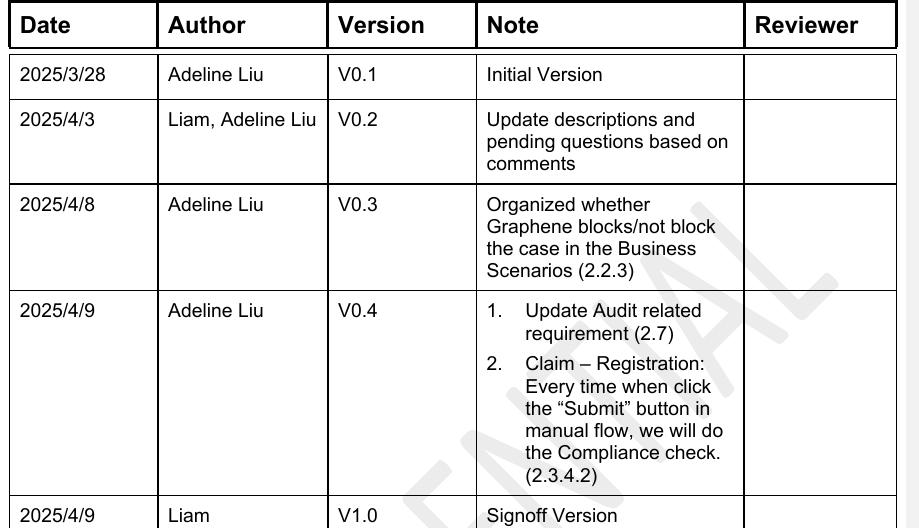 Date Author Version Note Reviewer
2025/3/28 Adeline Liu V0.1 Initial Version
2025/4/3 Liam, Adeline Liu V0.2 Update descriptions and
pending questions based on
comments
2025/4/8 Adeline Liu V0.3 Organized whether
Graphene blocks/not block
the case in the Business
Scenarios (2.2.3)
2025/4/9 Adeline Liu V0.4 1. Update Audit related
requirement (2.7)
2. Claim – Registration:
Every time when click
the “Submit” button in
manual flow, we will do
the Compliance check.
(2.3.4.2)
2025/4/9 Liam V1.0 Signoff Version
ENTIAL